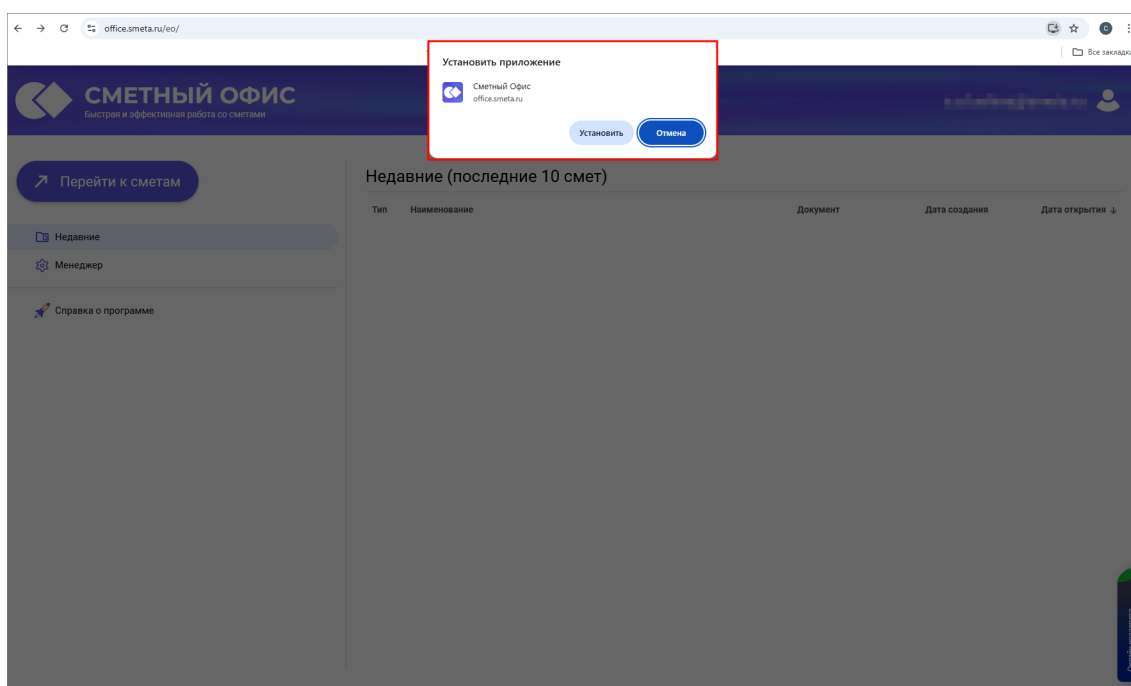 office.smeta.ru/eo/
С
Все закладки
Установить приложение
Сметный Офис
office.smeta.ru
Установить
Отмена
СМЕТНЫЙ ОФИС
Быстрая и эффективная работа со сметами
Перейти к сметам
Недавние
Менеджер
Справка о программе
Недавние (последние 10 смет)
Тип Наименование Документ Дата создания Дата открытия ↓